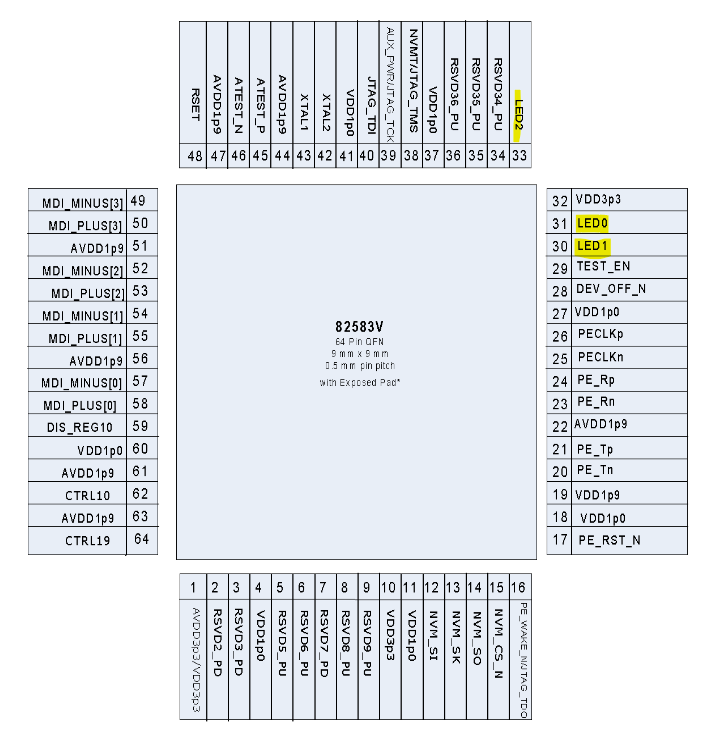 RSET
AVDD1p9
ATEST_N
ATEST_P
AVDD1p9
XTAL1
XTAL2
VDD1p0
JTAG_TDI
AUX_PWR/JTAG_TCK
NVMT/JTAG_TMS
VDD1p0
RSVD36_PU
RSVD35_PU
RSVD34_PU
LED2
48 47 46 45 44 43 42 41 40 39 38 37 36 35 34 33
MDI_MINUS[3] 49
MDI_PLUS[3] 50
AVDD1p9 51
MDI_MINUS[2] 52
MDI_PLUS[2] 53
MDI_MINUS[1] 54
MDI_PLUS[1] 55
AVDD1p9 56
MDI_MINUS[0] 57
MDI_PLUS[0] 58
DIS_REG10 59
VDD1p0 60
AVDD1p9 61
CTRL10 62
AVDD1p9 63
CTRL19 64
82583V
64 Pin QFN
9 mm x 9 mm
0.5 mm pin pitch
with Exposed Pad*
32 VDD3p3
31 LED0
30 LED1
29 TEST_EN
28 DEV_OFF_N
27 VDD1p0
26 PECLKp
25 PECLKn
24 PE_Rp
23 PE_Rn
22 AVDD1p9
21 PE_Tp
20 PE_Tn
19 VDD1p9
18 VDD1p0
17 PE_RST_N
1 2 3 4 5 6 7 8 9 10 11 12 13 14 15 16
AVDD3p3/VDD3p3
RSVD2_PD
RSVD3_PD
VDD1p0
RSVD5_PU
RSVD6_PU
RSVD7_PD
RSVD8_PU
RSVD9_PU
VDD3p3
VDD1p0
NVM_SI
NVM_SK
NVM_SO
NVM_CS_N
PE_WAKE_N/JTAG_TDO